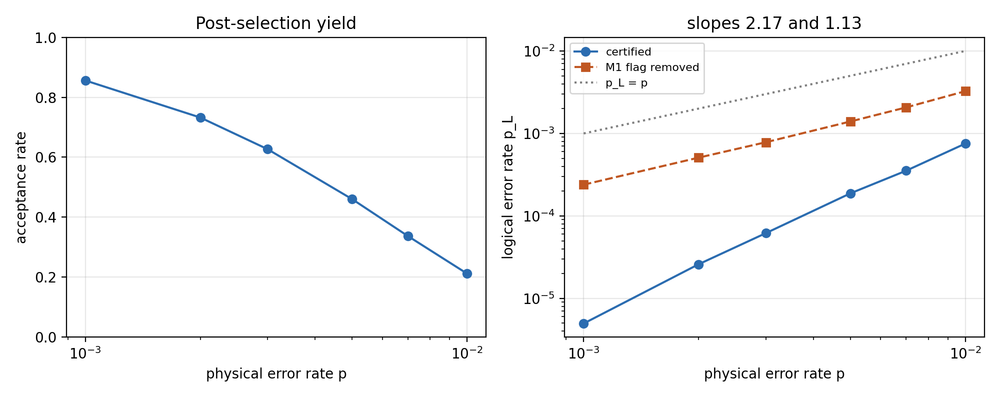 Post-selection yield
1.0
0.8
0.6
0.4
0.2
0.0
acceptance rate
10⁻³
10⁻²
physical error rate p
slopes 2.17 and 1.13
certified
M1 flag removed
p_L = p
10⁻²
10⁻³
10⁻⁴
10⁻⁵
logical error rate p_L
10⁻³
10⁻²
physical error rate p